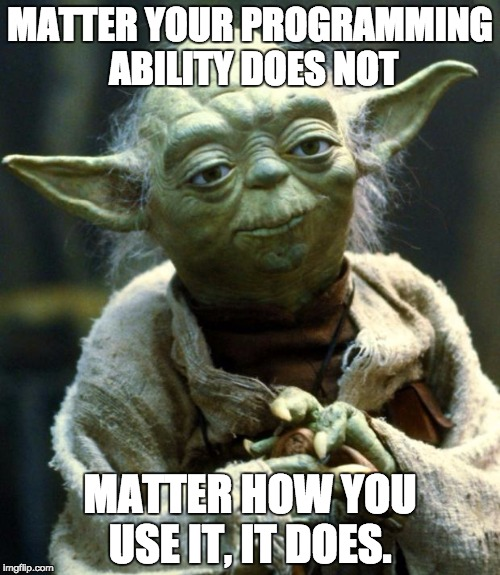 MATTER YOUR PROGRAMMING
ABILITY DOES NOT
MATTER HOW YOU
USE IT, IT DOES.
imgflip.com